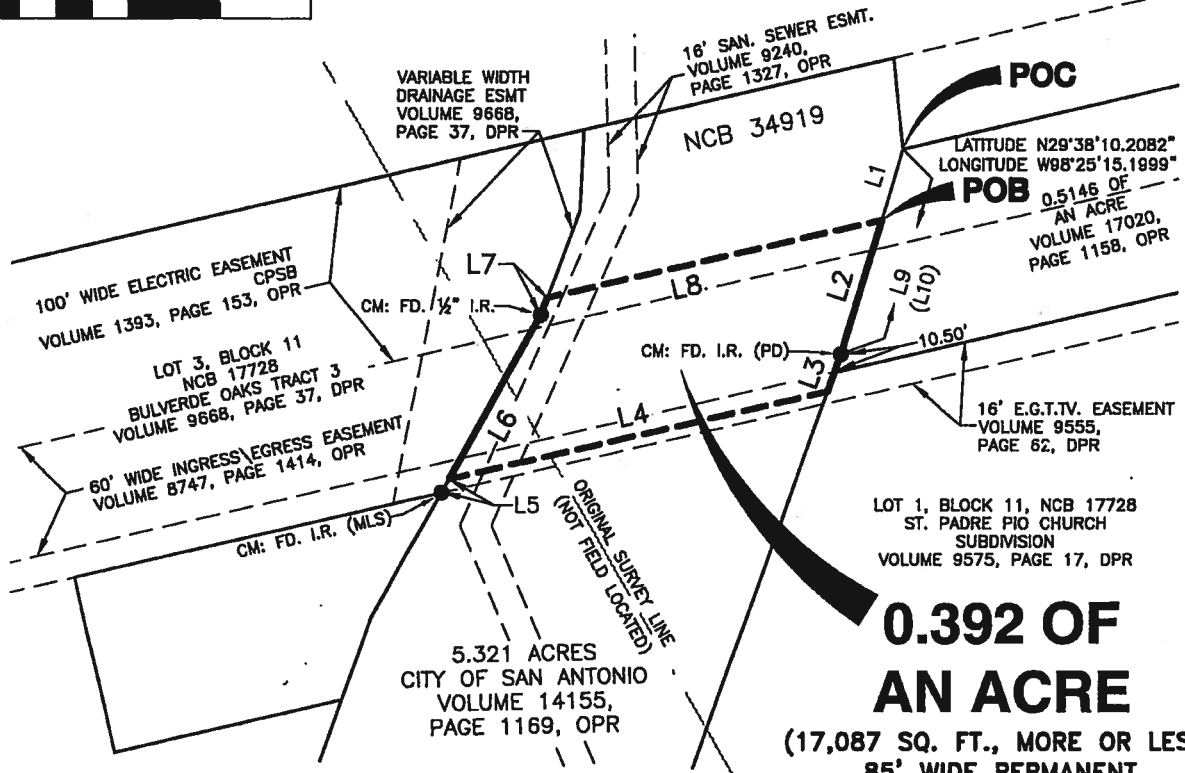 VARIABLE WIDTH
DRAINAGE ESMT
VOLUME 9668,
PAGE 37, DPR
16' SAN. SEWER ESMT.
VOLUME 9240,
PAGE 1327, OPR
NCB 34919
POC
LATITUDE N29°38'10.2082"
LONGITUDE W98°25'15.1999"
L1
POB
0.5146 OF
AN ACRE
VOLUME 17020,
PAGE 1158, OPR
100' WIDE ELECTRIC EASEMENT
CPSB
VOLUME 1393, PAGE 153, OPR
L7
CM: FD. ½" I.R.
L8
L2
L9
(L10)
LOT 3, BLOCK 11
NCB 17728
BULVERDE OAKS TRACT 3
VOLUME 9668, PAGE 37, DPR
CM: FD. I.R. (PD)
10.50'
L3
L4
L6
60' WIDE INGRESS\EGRESS EASEMENT
VOLUME 8747, PAGE 1414, OPR
16' E.G.T.TV. EASEMENT
VOLUME 9555,
PAGE 62, DPR
L5
CM: FD. I.R. (MLS)
ORIGINAL SURVEY LINE
(NOT FIELD LOCATED)
LOT 1, BLOCK 11, NCB 17728
ST. PADRE PIO CHURCH
SUBDIVISION
VOLUME 9575, PAGE 17, DPR
5.321 ACRES
CITY OF SAN ANTONIO
VOLUME 14155,
PAGE 1169, OPR
0.392 OF
AN ACRE
(17,087 SQ. FT., MORE OR LES
85' WIDE PERMANENT